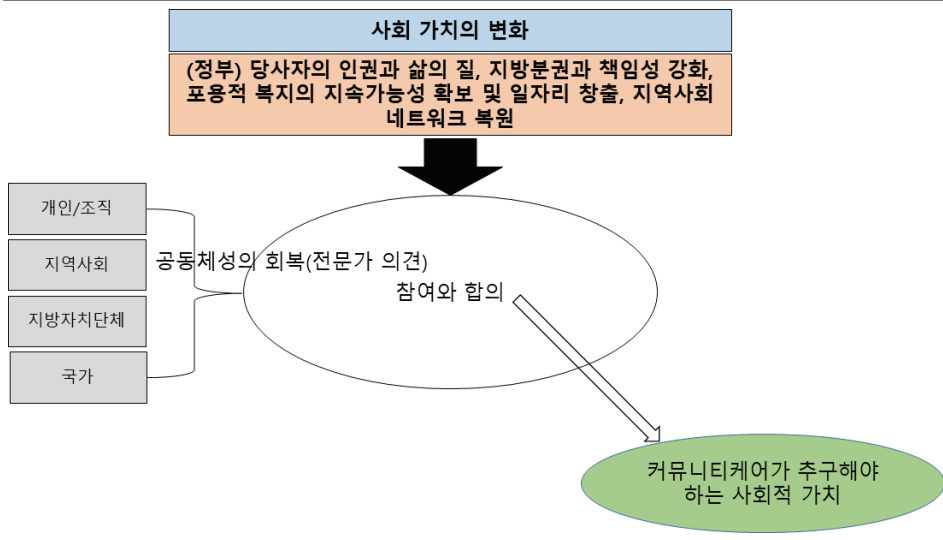 사회 가치의 변화
(정부) 당사자의 인권과 삶의 질, 지방분권과 책임성 강화,
포용적 복지의 지속가능성 확보 및 일자리 창출, 지역사회
네트워크 복원
개인/조직
지역사회
공동체성의 회복(전문가 의견)
참여와 합의
지방자치단체
국가
커뮤니티케어가 추구해야
하는 사회적 가치